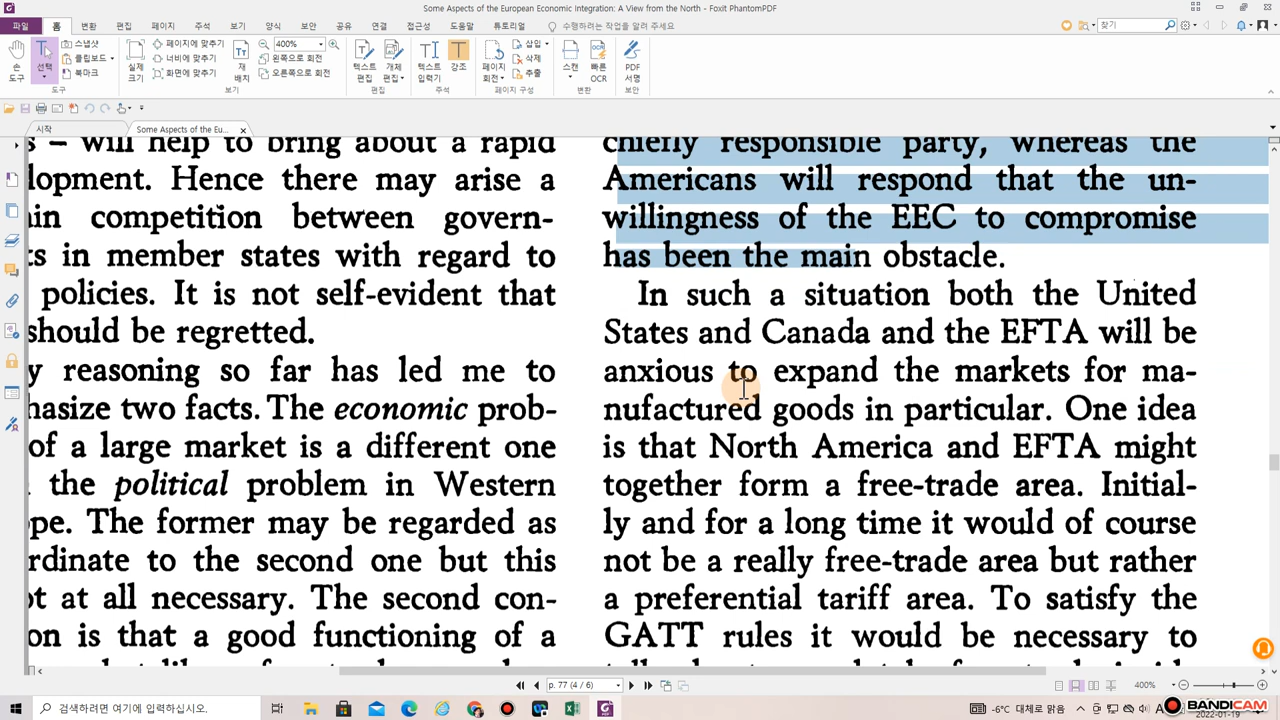 Some Aspects of the European Economic Integration: A View from the North - Foxit PhantomPDF
파일 홈 변환 페이지 주석 보기 양식 보안 공유 연결 접근성 도움말 튜토리얼 수행하려는 작업을 알려 주세요. 찾기
손 도구
선택
스냅샷
클립보드
북마크
실제 크기
페이지에 맞추기
너비에 맞추기
화면에 맞추기
재배치
400%
왼쪽으로 회전
오른쪽으로 회전
텍스트 편집
개체 편집
텍스트 입력기
강조
페이지 회전
삽입
삭제
추출
스캔
빠른 OCR
PDF 서명
도구 보기 편집 주석 페이지 구성 변환 보안
시작 Some Aspects of the Eu...
s – will help to bring about a rapid
lopment. Hence there may arise a
ain competition between govern-
ts in member states with regard to
policies. It is not self-evident that
should be regretted.
y reasoning so far has led me to
hasize two facts. The economic prob-
of a large market is a different one
the political problem in Western
ope. The former may be regarded as
rdinate to the second one but this
ot at all necessary. The second con-
on is that a good functioning of a
chiefly responsible party, whereas the
Americans will respond that the un-
willingness of the EEC to compromise
has been the main obstacle.
In such a situation both the United
States and Canada and the EFTA will be
anxious to expand the markets for ma-
nufactured goods in particular. One idea
is that North America and EFTA might
together form a free-trade area. Initial-
ly and for a long time it would of course
not be a really free-trade area but rather
a preferential tariff area. To satisfy the
GATT rules it would be necessary to
p. 77 (4 / 6)
400%
검색하려면 여기에 입력하십시오.
-6°C 대체로 맑음
A
BANDICAM
2022-01-19